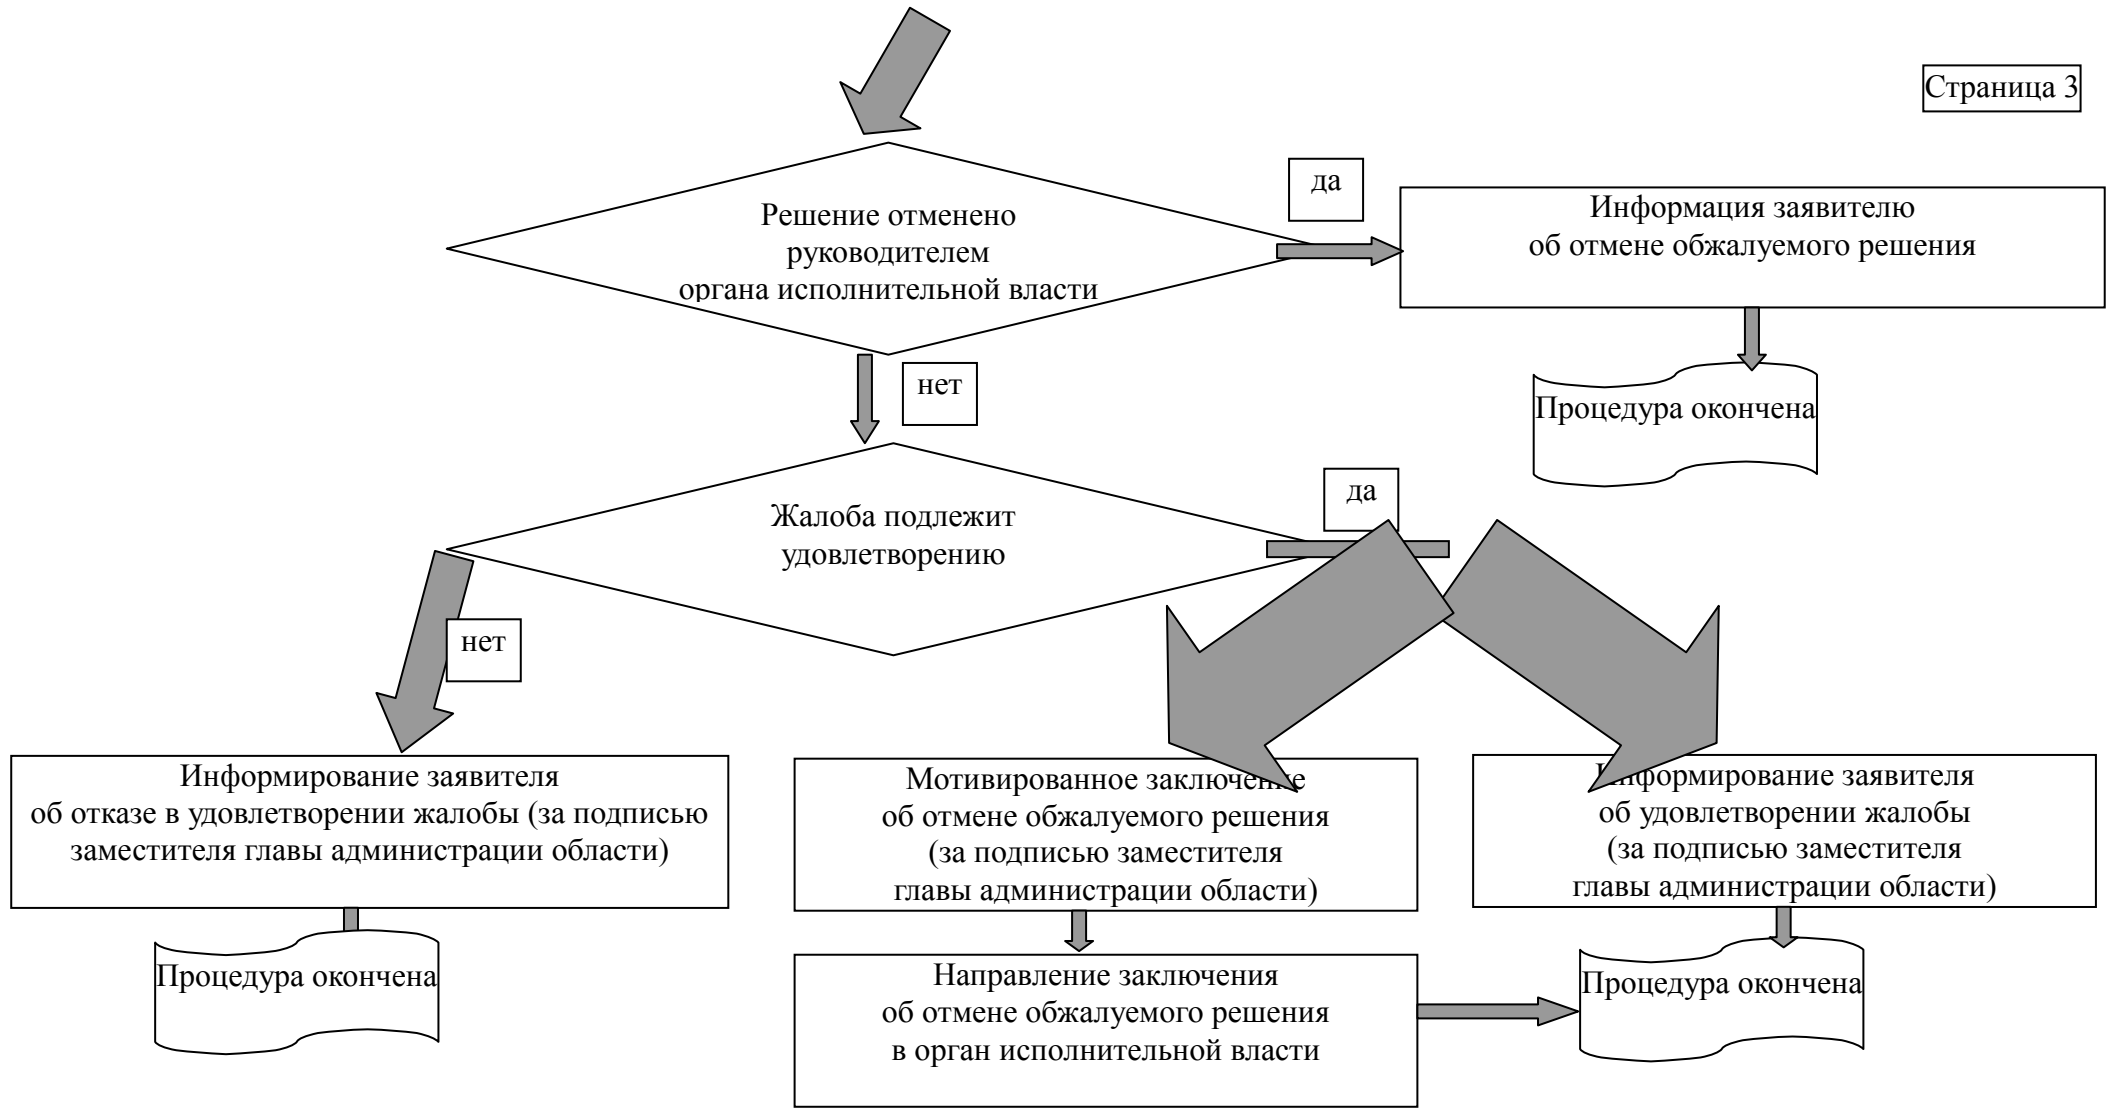 Страница 3
да
Решение отменено
руководителем
органа исполнительной власти
Информация заявителю
об отмене обжалуемого решения
нет
Процедура окончена
да
Жалоба подлежит
удовлетворению
нет
Информирование заявителя
об отказе в удовлетворении жалобы (за подписью
заместителя главы администрации области)
Мотивированное заключение
об отмене обжалуемого решения
(за подписью заместителя
главы администрации области)
Информирование заявителя
об удовлетворении жалобы
(за подписью заместителя
главы администрации области)
Процедура окончена
Направление заключения
об отмене обжалуемого решения
в орган исполнительной власти
Процедура окончена